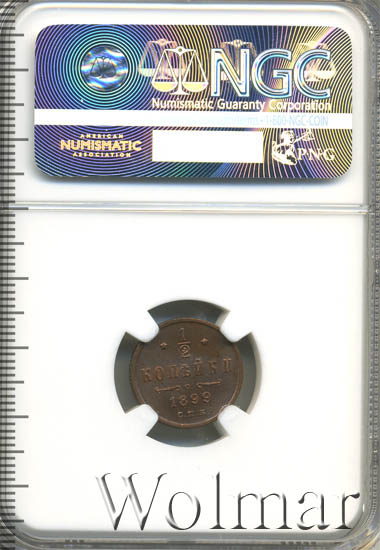 NGC
Numismatic Guaranty Corporation
1-800-NGC-COIN
AMERICAN
NUMISMATIC
ASSOCIATION
PNG
1/2
КОПѢЙКИ
1899
С.П.Б.
Wolmar